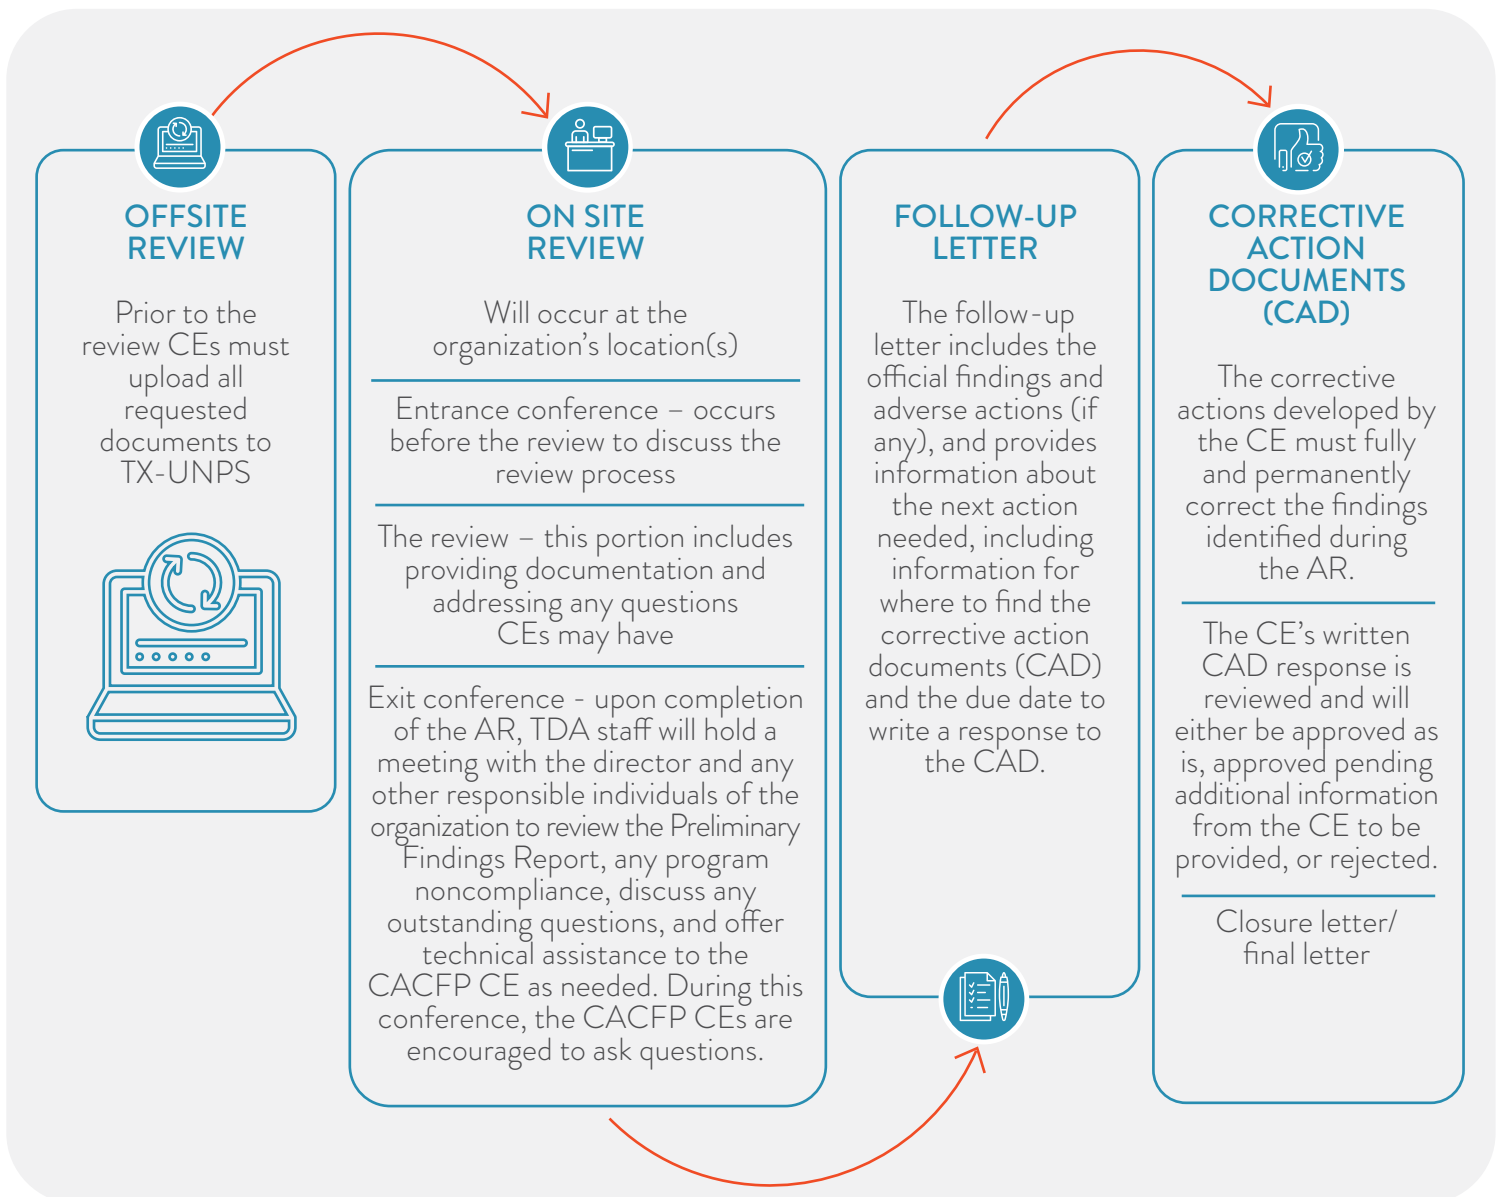 OFFSITE
REVIEW
Prior to the
review CEs must
upload all
requested
documents to
TX-UNPS
ON SITE
REVIEW
Will occur at the
organization’s location(s)
Entrance conference – occurs
before the review to discuss the
review process
The review – this portion includes
providing documentation and
addressing any questions
CEs may have
Exit conference - upon completion
of the AR, TDA staff will hold a
meeting with the director and any
other responsible individuals of the
organization to review the Preliminary
Findings Report, any program
noncompliance, discuss any
outstanding questions, and offer
technical assistance to the
CACFP CE as needed. During this
conference, the CACFP CEs are
encouraged to ask questions.
FOLLOW-UP
LETTER
The follow-up
letter includes the
official findings and
adverse actions (if
any), and provides
information about
the next action
needed, including
information for
where to find the
corrective action
documents (CAD)
and the due date to
write a response to
the CAD.
CORRECTIVE
ACTION
DOCUMENTS
(CAD)
The corrective
actions developed by
the CE must fully
and permanently
correct the findings
identified during
the AR.
The CE’s written
CAD response is
reviewed and will
either be approved as
is, approved pending
additional information
from the CE to be
provided, or rejected.
Closure letter/
final letter